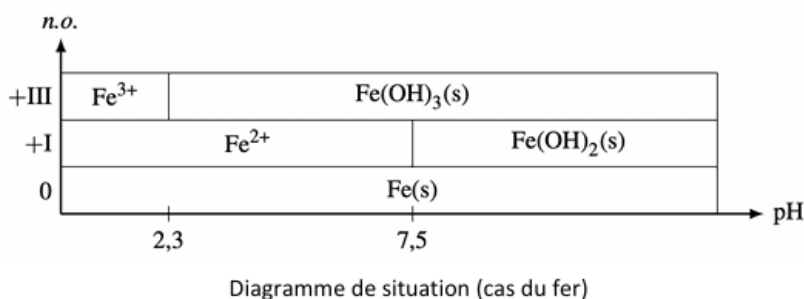 n.o.
+III Fe³⁺ Fe(OH)₃(s)
+I Fe²⁺ Fe(OH)₂(s)
0 Fe(s)
pH
2,3 7,5
Diagramme de situation (cas du fer)